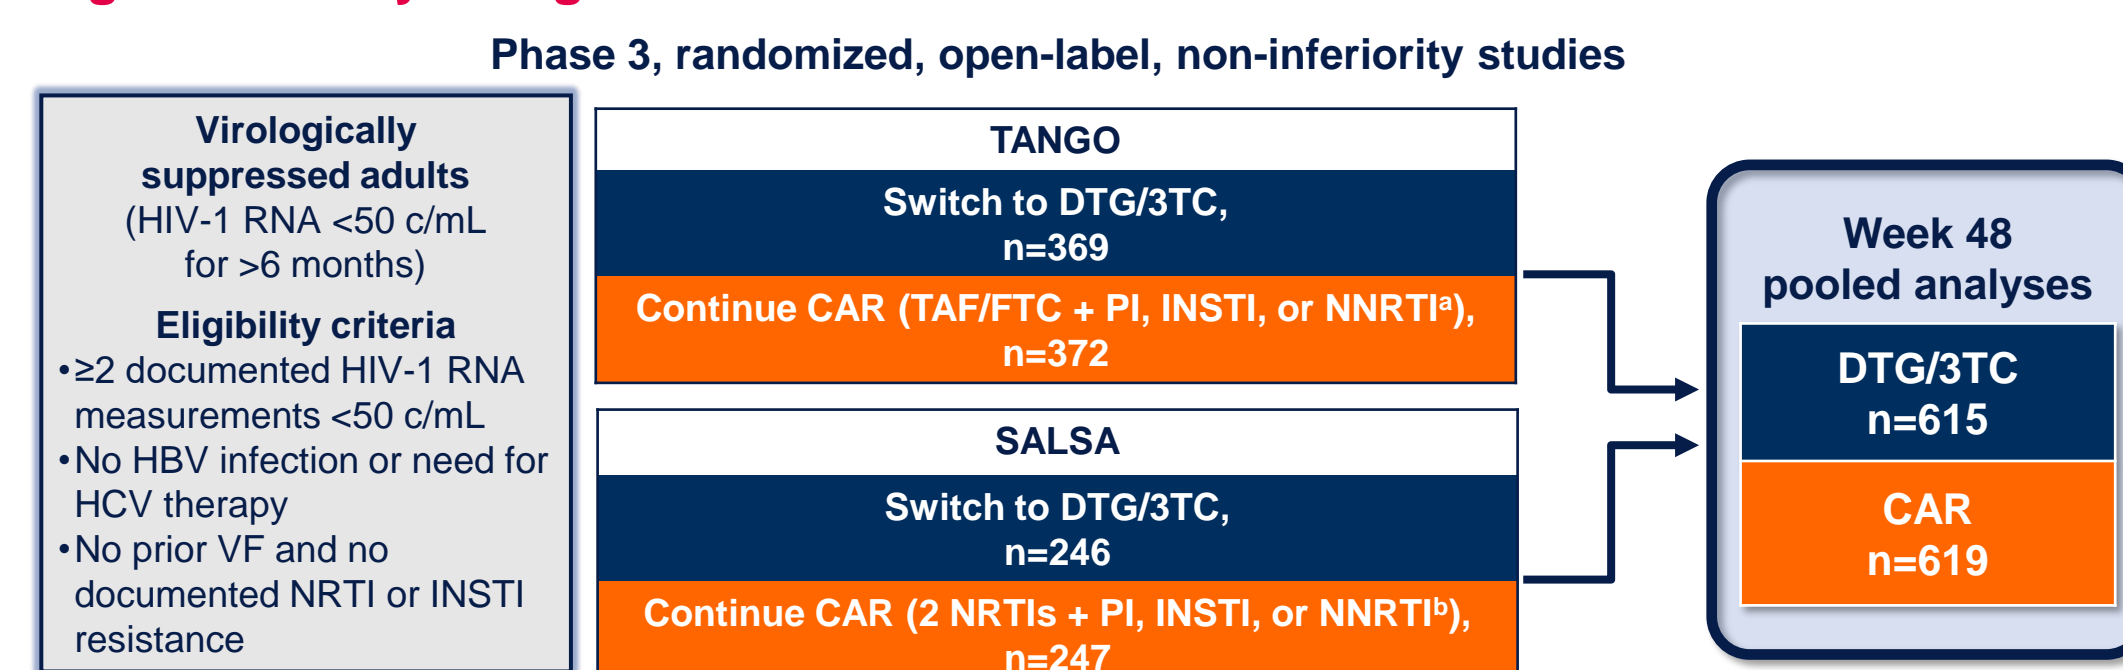 Phase 3, randomized, open-label, non-inferiority studies
Virologically
suppressed adults
(HIV-1 RNA <50 c/mL
for >6 months)
Eligibility criteria
•≥2 documented HIV-1 RNA
measurements <50 c/mL
•No HBV infection or need for
HCV therapy
•No prior VF and no
documented NRTI or INSTI
resistance
TANGO
Switch to DTG/3TC,
n=369
Continue CAR (TAF/FTC + PI, INSTI, or NNRTIᵃ),
n=372
SALSA
Switch to DTG/3TC,
n=246
Continue CAR (2 NRTIs + PI, INSTI, or NNRTIᵇ),
n=247
Week 48
pooled analyses
DTG/3TC
n=615
CAR
n=619